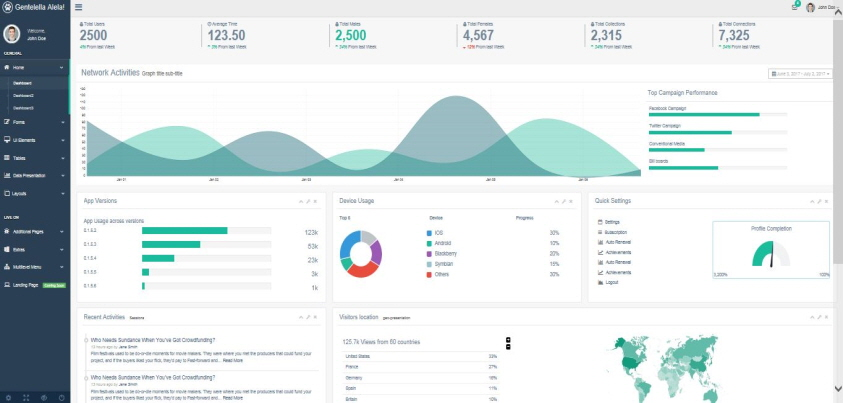 Gentelella Alela!
John Doe
Welcome,
John Doe
GENERAL
Home
Dashboard
Dashboard2
Dashboard3
Forms
UI Elements
Tables
Data Presentation
Layouts
LIVE ON
Additional Pages
Extras
Multilevel Menu
Landing Page Coming Soon
Total Users
2500
4% From last Week
Average Time
123.50
3% From last Week
Total Males
2,500
34% From last Week
Total Females
4,567
12% From last Week
Total Collections
2,315
34% From last Week
Total Connections
7,325
34% From last Week
Network Activities Graph title sub-title
Jan 01
Jan 02
Jan 03
Jan 04
Jan 05
Jan 06
Top Campaign Performance
Facebook Campaign
Twitter Campaign
Conventional Media
Bill boards
App Versions
App Usage across versions
0.1.5.2 123k
0.1.5.3 53k
0.1.5.4 23k
0.1.5.5 3k
0.1.5.6 1k
Device Usage
Top 5 Device Progress
IOS 30%
Android 10%
Blackberry 20%
Symbian 15%
Others 30%
Quick Settings
Settings
Subscription
Auto Renewal
Achievements
Auto Renewal
Achievements
Logout
Profile Completion
100%
Recent Activities Sessions
Who Needs Sundance When You've Got Crowdfunding?
13 hours ago by Jane Smith
Film festivals used to be do-or-die moments for movie makers. They were where you met the producers that could fund your
project, and if the buyers liked your flick, they'd pay to Fast-forward and... Read More
Who Needs Sundance When You've Got Crowdfunding?
13 hours ago by Jane Smith
Film festivals used to be do-or-die moments for movie makers. They were where you met the producers that could fund your
project, and if the buyers liked your flick, they'd pay to Fast-forward and... Read More
Visitors location geo-presentation
125.7k Views from 60 countries
United States 33%
France 27%
Germany 16%
Spain 11%
Britain 10%